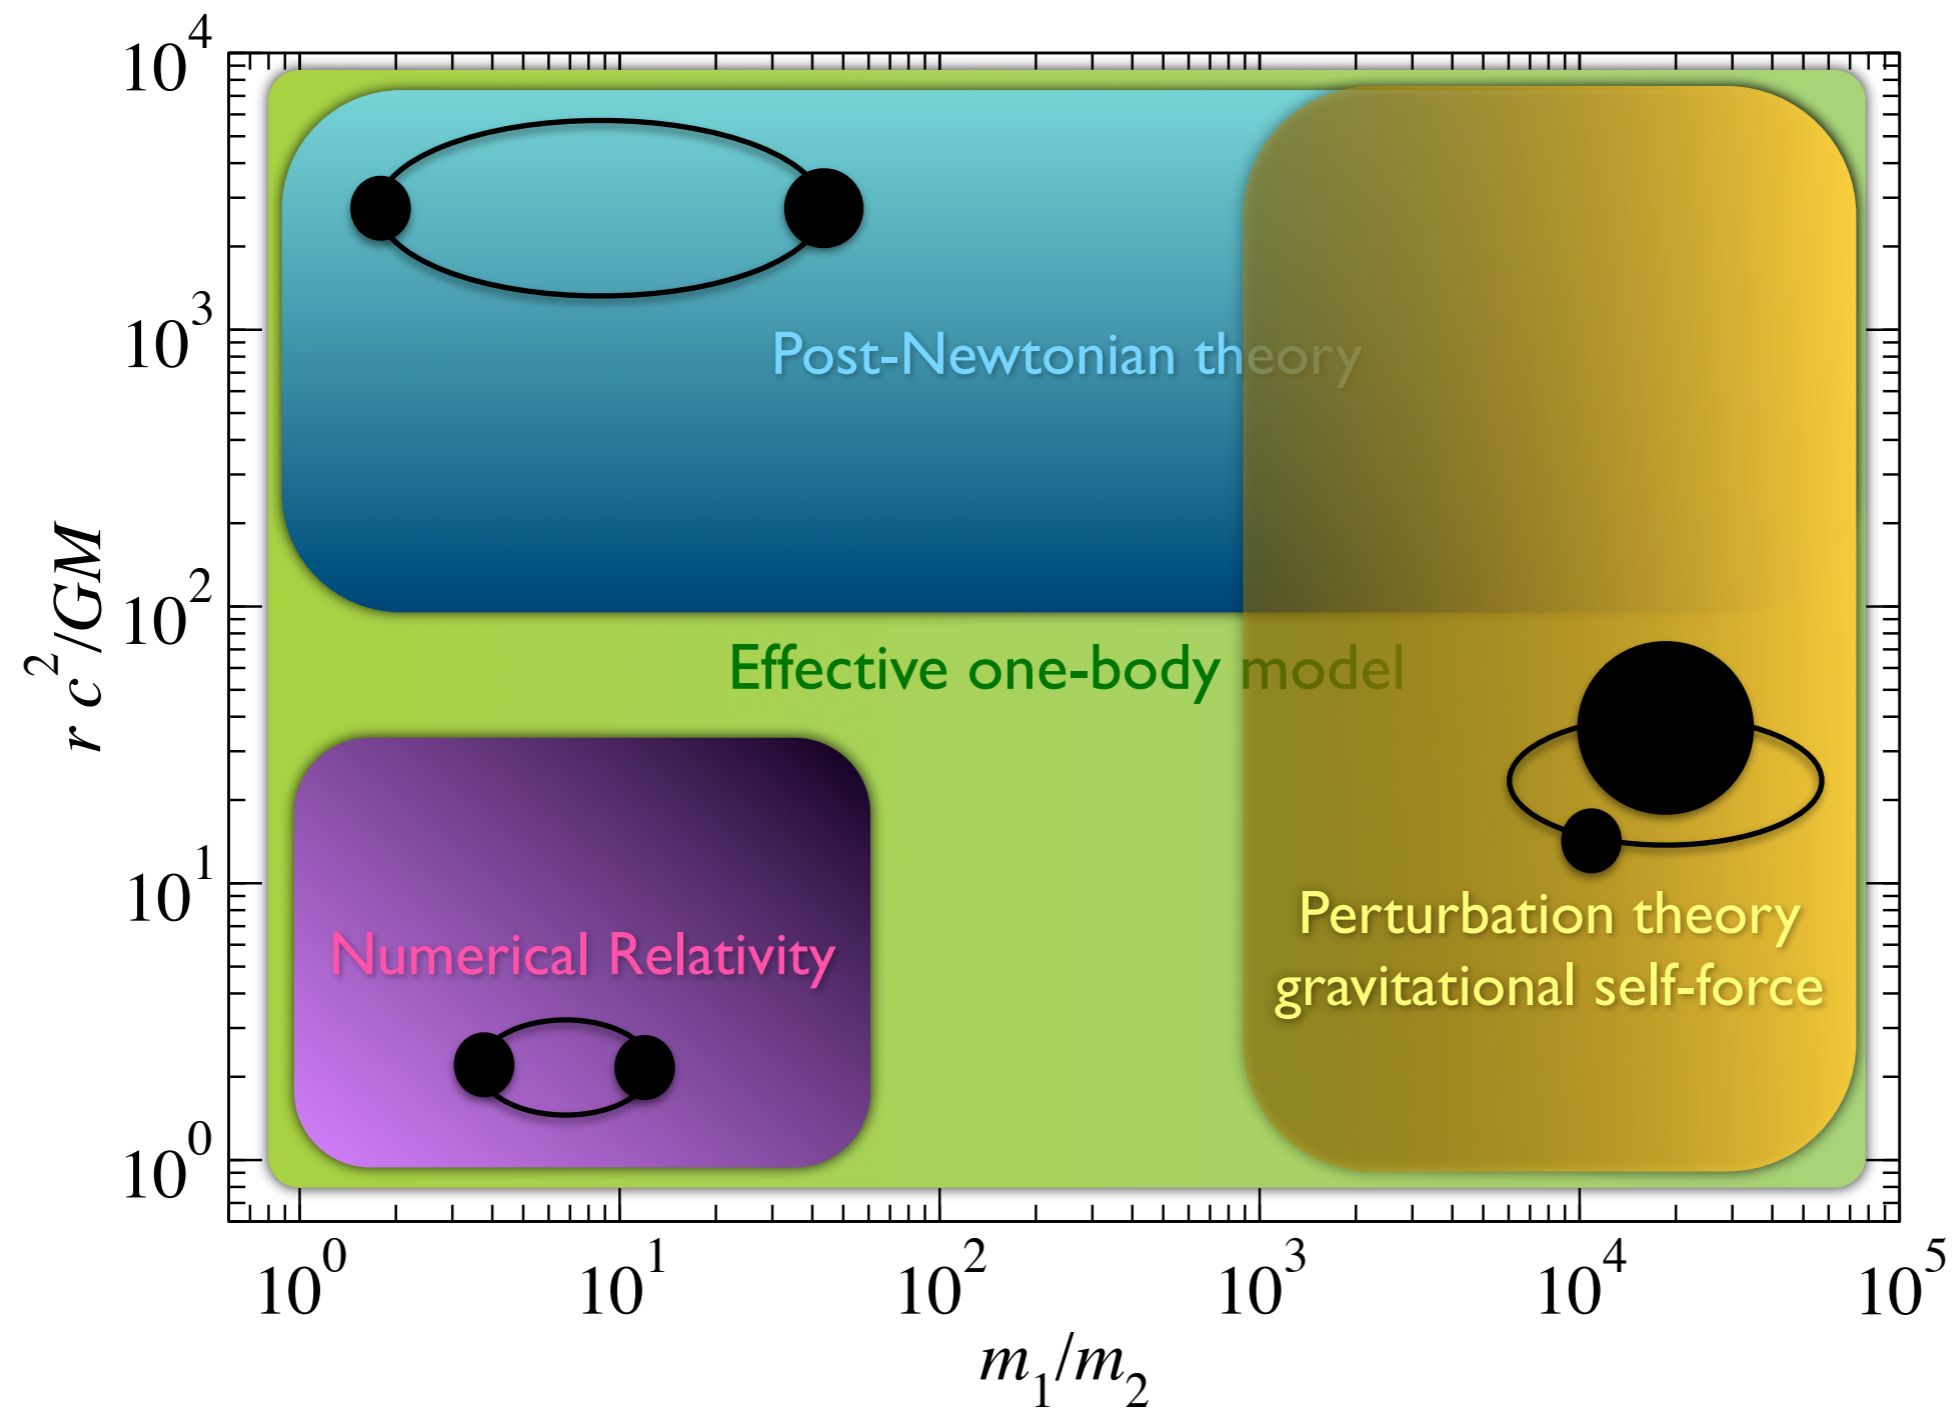 10^4
10^3
10^2
10^1
10^0
r c^2/GM
Post-Newtonian theory
Effective one-body model
Numerical Relativity
Perturbation theory
gravitational self-force
10^0 10^1 10^2 10^3 10^4 10^5
m_1/m_2